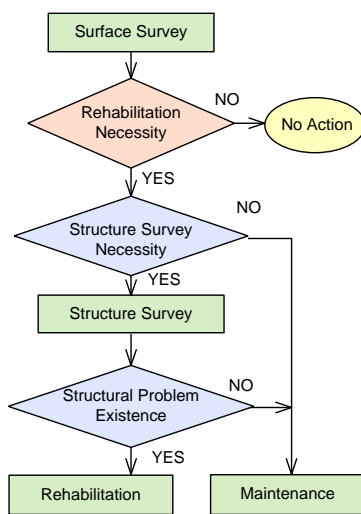 Surface Survey
Rehabilitation
Necessity
NO
No Action
YES
Structure Survey
Necessity
NO
YES
Structure Survey
Structural Problem
Existence
NO
YES
Rehabilitation
Maintenance